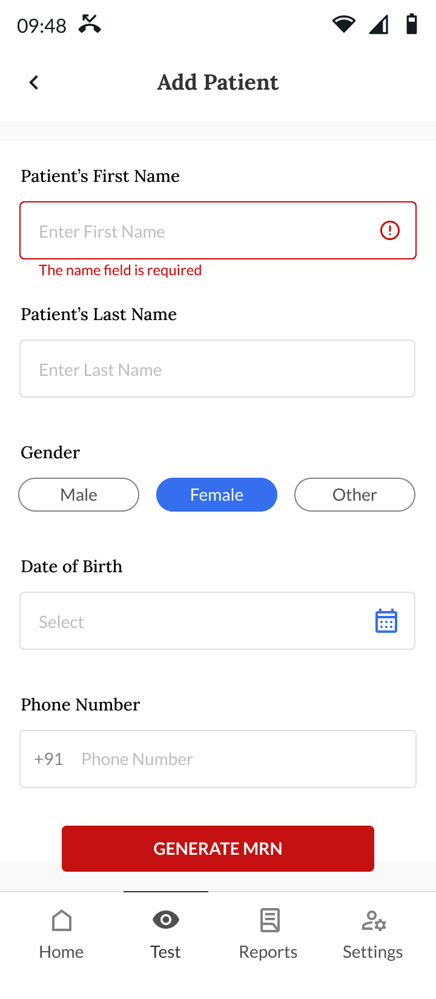 09:48
Add Patient
Patient’s First Name
Enter First Name
The name field is required
Patient’s Last Name
Enter Last Name
Gender
Male Female Other
Date of Birth
Select
Phone Number
+91 Phone Number
GENERATE MRN
Home Test Reports Settings